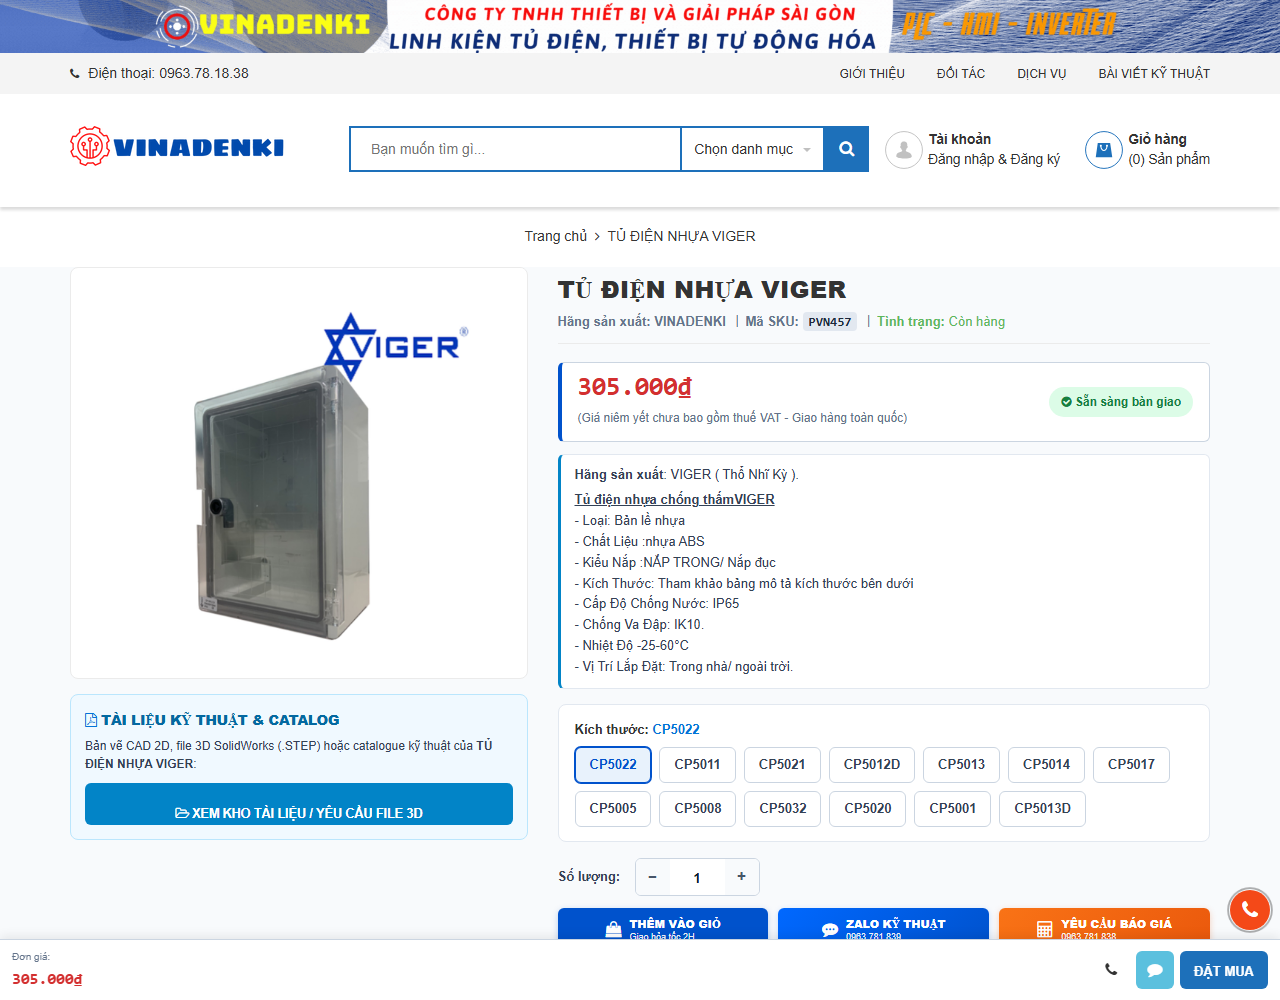 VINADENKI
CÔNG TY TNHH THIẾT BỊ VÀ GIẢI PHÁP SÀI GÒN
LINH KIỆN TỦ ĐIỆN, THIẾT BỊ TỰ ĐỘNG HÓA
PLC - HMI - INVERTER
Điện thoại: 0963.78.18.38
GIỚI THIỆU
ĐỐI TÁC
DỊCH VỤ
BÀI VIẾT KỸ THUẬT
VINADENKI
Bạn muốn tìm gì...
Chọn danh mục
Tài khoản
Đăng nhập & Đăng ký
Giỏ hàng
(0) Sản phẩm
Trang chủ > TỦ ĐIỆN NHỰA VIGER
VIGER®
TỦ ĐIỆN NHỰA VIGER
Hãng sản xuất: VINADENKI | Mã SKU: PVN457 | Tình trạng: Còn hàng
305.000₫
(Giá niêm yết chưa bao gồm thuế VAT - Giao hàng toàn quốc)
Sẵn sàng bàn giao
Hãng sản xuất: VIGER ( Thổ Nhĩ Kỳ ).
Tủ điện nhựa chống thấmVIGER
- Loại: Bản lề nhựa
- Chất Liệu :nhựa ABS
- Kiểu Nắp :NẮP TRONG/ Nắp đục
- Kích Thước: Tham khảo bảng mô tả kích thước bên dưới
- Cấp Độ Chống Nước: IP65
- Chống Va Đập: IK10.
- Nhiệt Độ -25-60°C
- Vị Trí Lắp Đặt: Trong nhà/ ngoài trời.
TÀI LIỆU KỸ THUẬT & CATALOG
Bản vẽ CAD 2D, file 3D SolidWorks (.STEP) hoặc catalogue kỹ thuật của TỦ
ĐIỆN NHỰA VIGER:
XEM KHO TÀI LIỆU / YÊU CẦU FILE 3D
Kích thước: CP5022
CP5022
CP5011
CP5021
CP5012D
CP5013
CP5014
CP5017
CP5005
CP5008
CP5032
CP5020
CP5001
CP5013D
Số lượng:
− 1 +
THÊM VÀO GIỎ
Giao hỏa tốc 2H
ZALO KỸ THUẬT
0963.781.839
YÊU CẦU BÁO GIÁ
0963.781.838
Đơn giá:
305.000₫
ĐẶT MUA